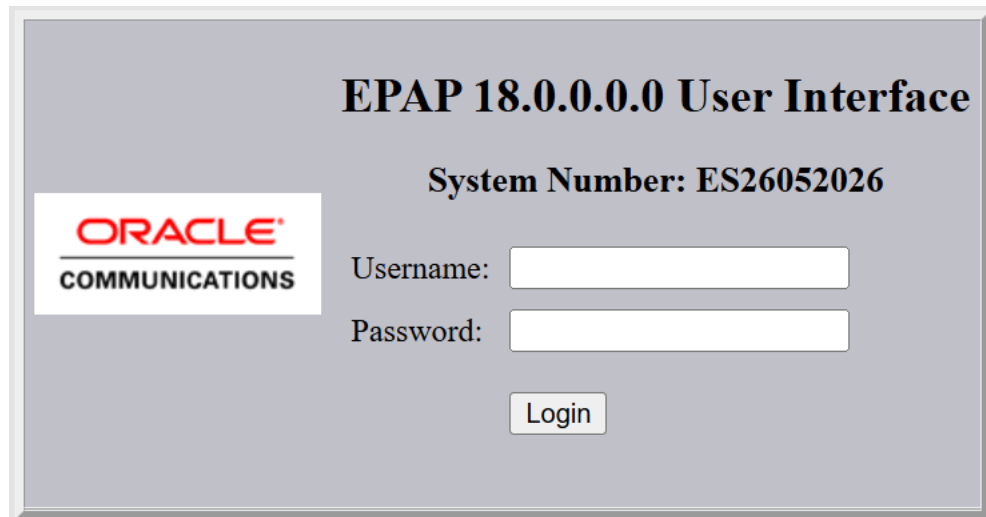 EPAP 18.0.0.0.0 User Interface
System Number: ES26052026
ORACLE
COMMUNICATIONS
Username:
Password:
Login